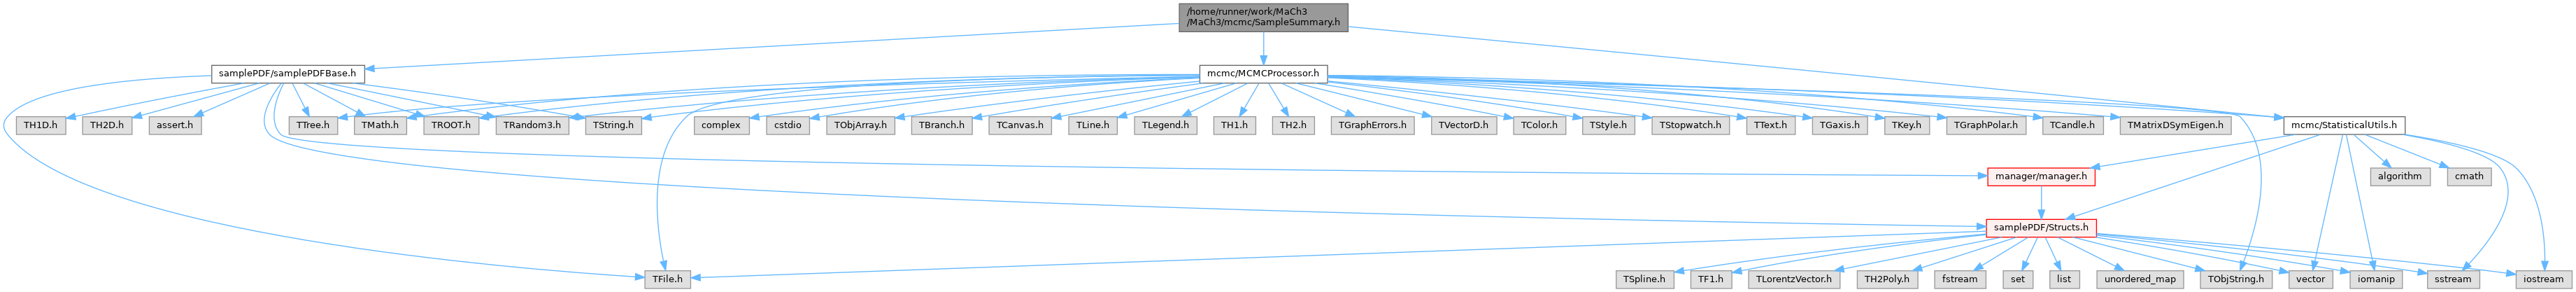 /home/runner/work/MaCh3
/MaCh3/mcmc/SampleSummary.h
samplePDF/samplePDFBase.h
mcmc/MCMCProcessor.h
TH1D.h
TH2D.h
assert.h
TTree.h
TMath.h
TROOT.h
TRandom3.h
TString.h
complex
cstdio
TObjArray.h
TBranch.h
TCanvas.h
TLine.h
TLegend.h
TH1.h
TH2.h
TGraphErrors.h
TVectorD.h
TColor.h
TStyle.h
TStopwatch.h
TText.h
TGaxis.h
TKey.h
TGraphPolar.h
TCandle.h
TMatrixDSymEigen.h
mcmc/StatisticalUtils.h
manager/manager.h
algorithm
cmath
samplePDF/Structs.h
TFile.h
TSpline.h
TF1.h
TLorentzVector.h
TH2Poly.h
fstream
set
list
unordered_map
TObjString.h
vector
iomanip
sstream
iostream